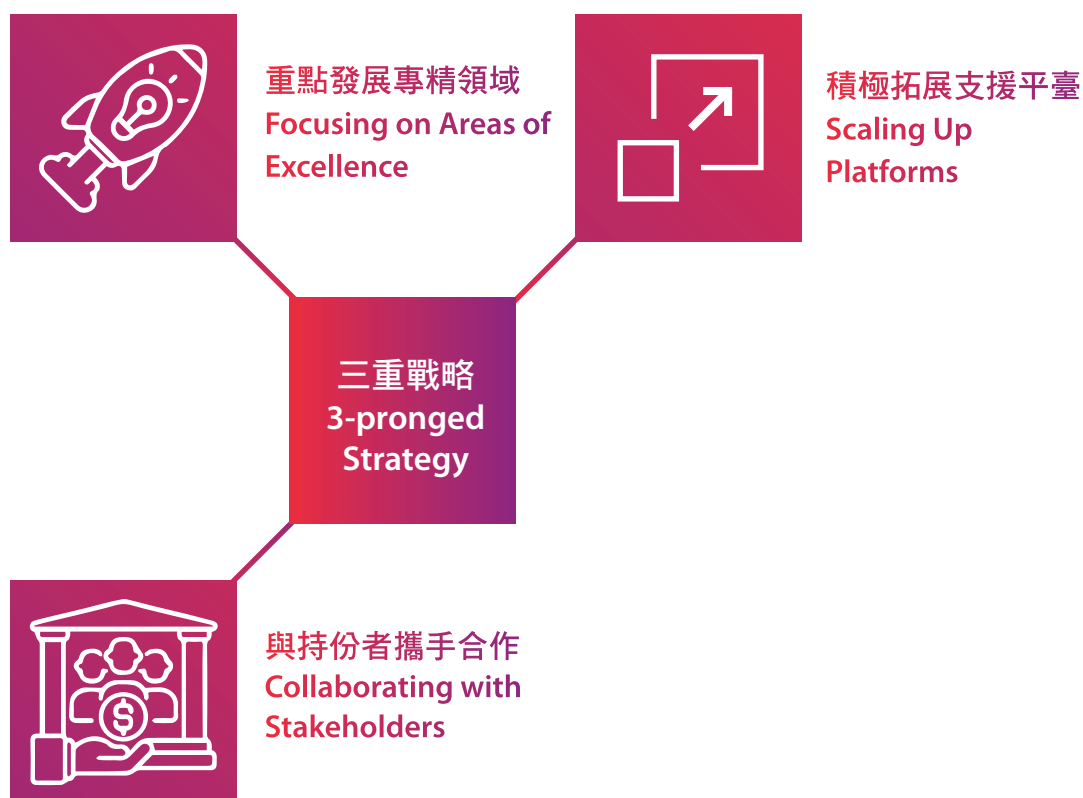 重點發展專精領域
Focusing on Areas of
Excellence
積極拓展支援平臺
Scaling Up
Platforms
三重戰略
3-pronged
Strategy
與持份者攜手合作
Collaborating with
Stakeholders
$